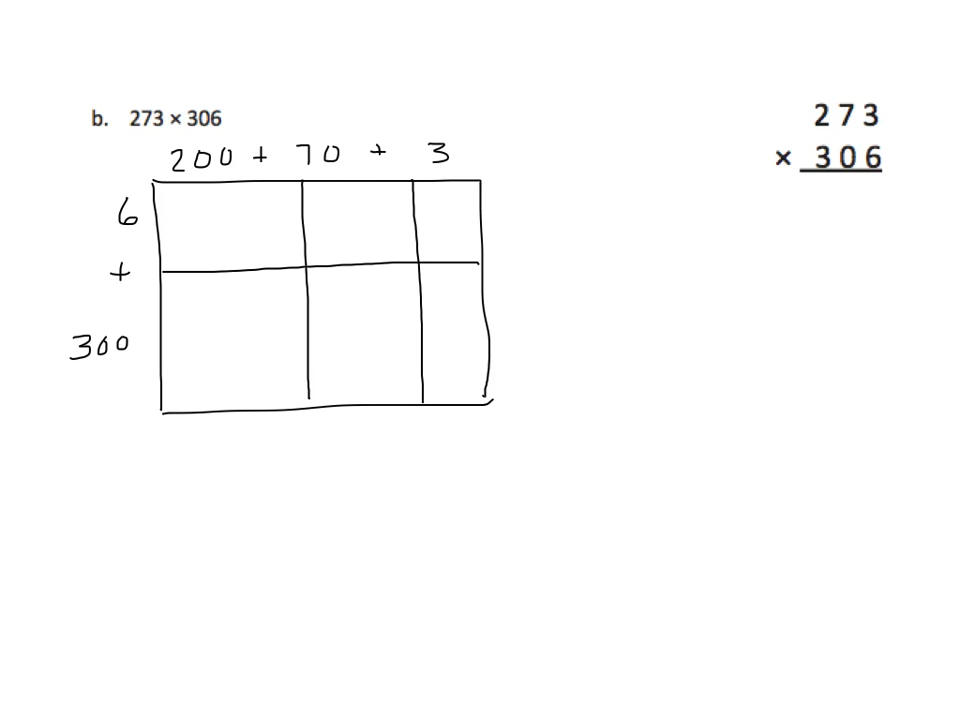 b. 273 × 306
200 + 70 + 3
6
+
300
273
× 306